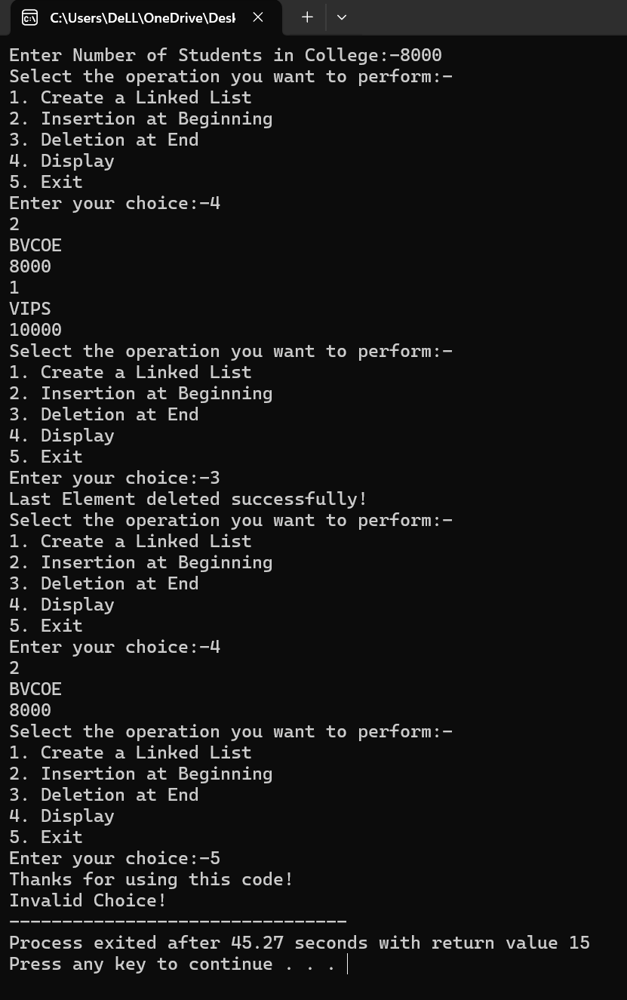 C:\Users\DeLL\OneDrive\Desk
Enter Number of Students in College:-8000
Select the operation you want to perform:-
1. Create a Linked List
2. Insertion at Beginning
3. Deletion at End
4. Display
5. Exit
Enter your choice:-4
2
BVCOE
8000
1
VIPS
10000
Select the operation you want to perform:-
1. Create a Linked List
2. Insertion at Beginning
3. Deletion at End
4. Display
5. Exit
Enter your choice:-3
Last Element deleted successfully!
Select the operation you want to perform:-
1. Create a Linked List
2. Insertion at Beginning
3. Deletion at End
4. Display
5. Exit
Enter your choice:-4
2
BVCOE
8000
Select the operation you want to perform:-
1. Create a Linked List
2. Insertion at Beginning
3. Deletion at End
4. Display
5. Exit
Enter your choice:-5
Thanks for using this code!
Invalid Choice!
--------------------------------
Process exited after 45.27 seconds with return value 15
Press any key to continue . . .